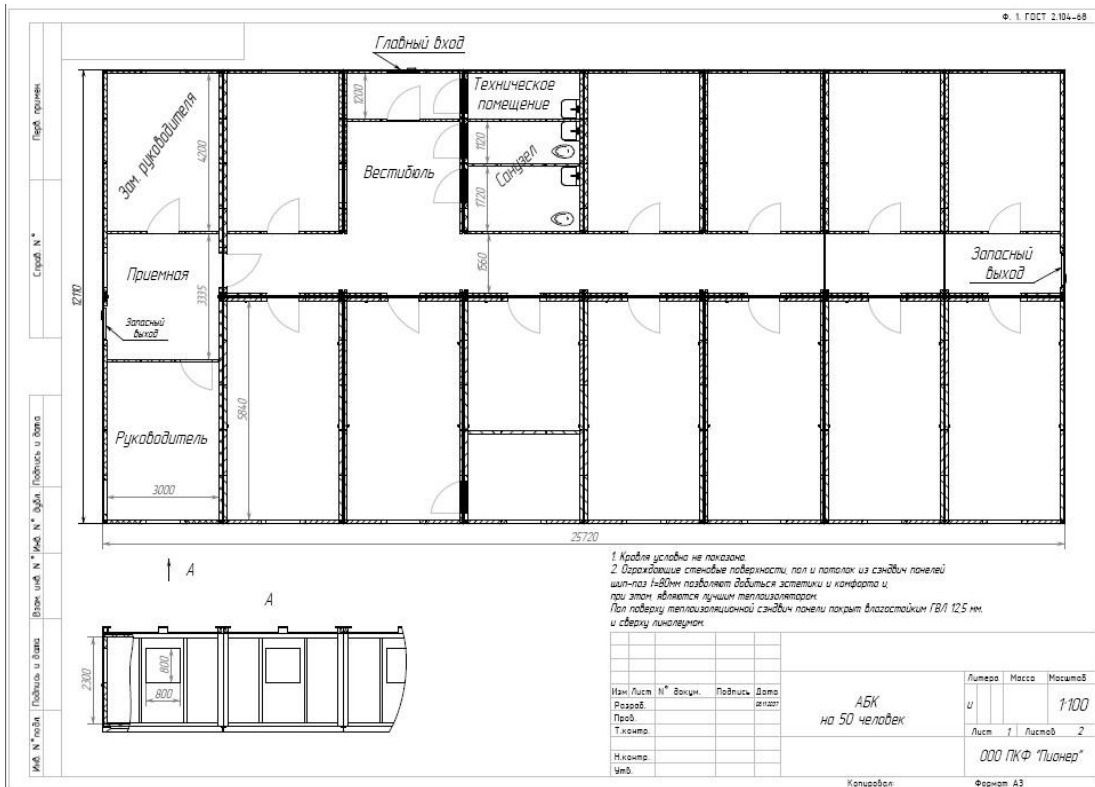 Ф. 1. ГОСТ 2.104-68
Перв. примен.
Справ. N°
Подпись и дата
Инв. N° дубл.
Взам. инв. N°
Подпись и дата
Инв. N° подл.
Главный вход
Зам. руководителя
4200
1200
Техническое
помещение
1120
Санузел
1720
Вестибюль
1560
12110
Приемная
3335
Запасный
выход
Запасный
выход
5840
Руководитель
3000
25720
А
А
2300
800
800
1. Кровля условно не показана.
2. Ограждающие стеновые поверхности, пол и потолок из сэндвич панелей
шип-паз t=80мм позволяют добиться эстетики и комфорта и,
при этом, являются лучшим теплоизолятором.
Пол поверху теплоизоляционной сэндвич панели покрыт влагостойким ГВЛ 12,5 мм.
и сверху линолеумом.
Изм. Лист N° докум. Подпись Дата
Разраб.
Пров.
Т.контр.
Н.контр.
Утв.
АБК
на 50 человек
Литера Масса Масштаб
и 1:100
Лист 1 Листов 2
ООО ПКФ "Пионер"
Копировал: Формат А3